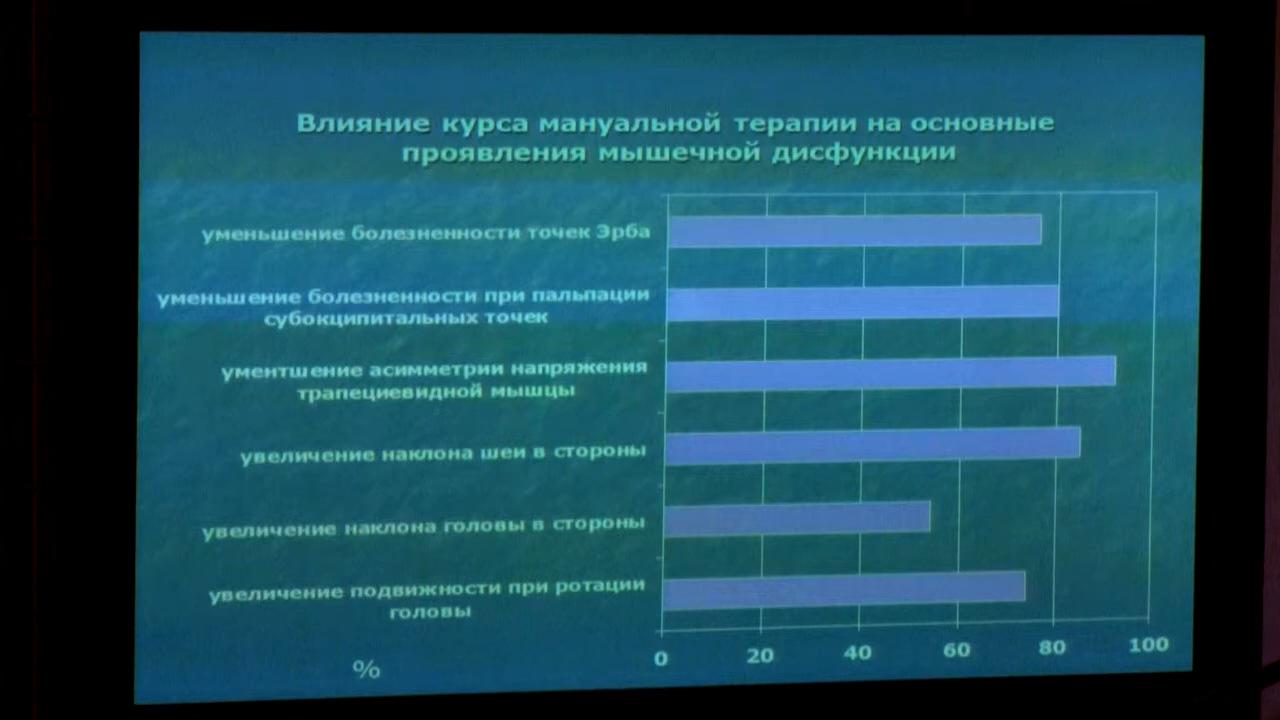 Влияние курса мануальной терапии на основные
проявления мышечной дисфункции
уменьшение болезненности точек Эрба
уменьшение болезненности при пальпации
субокципитальных точек
ументшение асимметрии напряжения
трапециевидной мышцы
увеличение наклона шеи в стороны
увеличение наклона головы в стороны
увеличение подвижности при ротации
головы
0 20 40 60 80 100
%